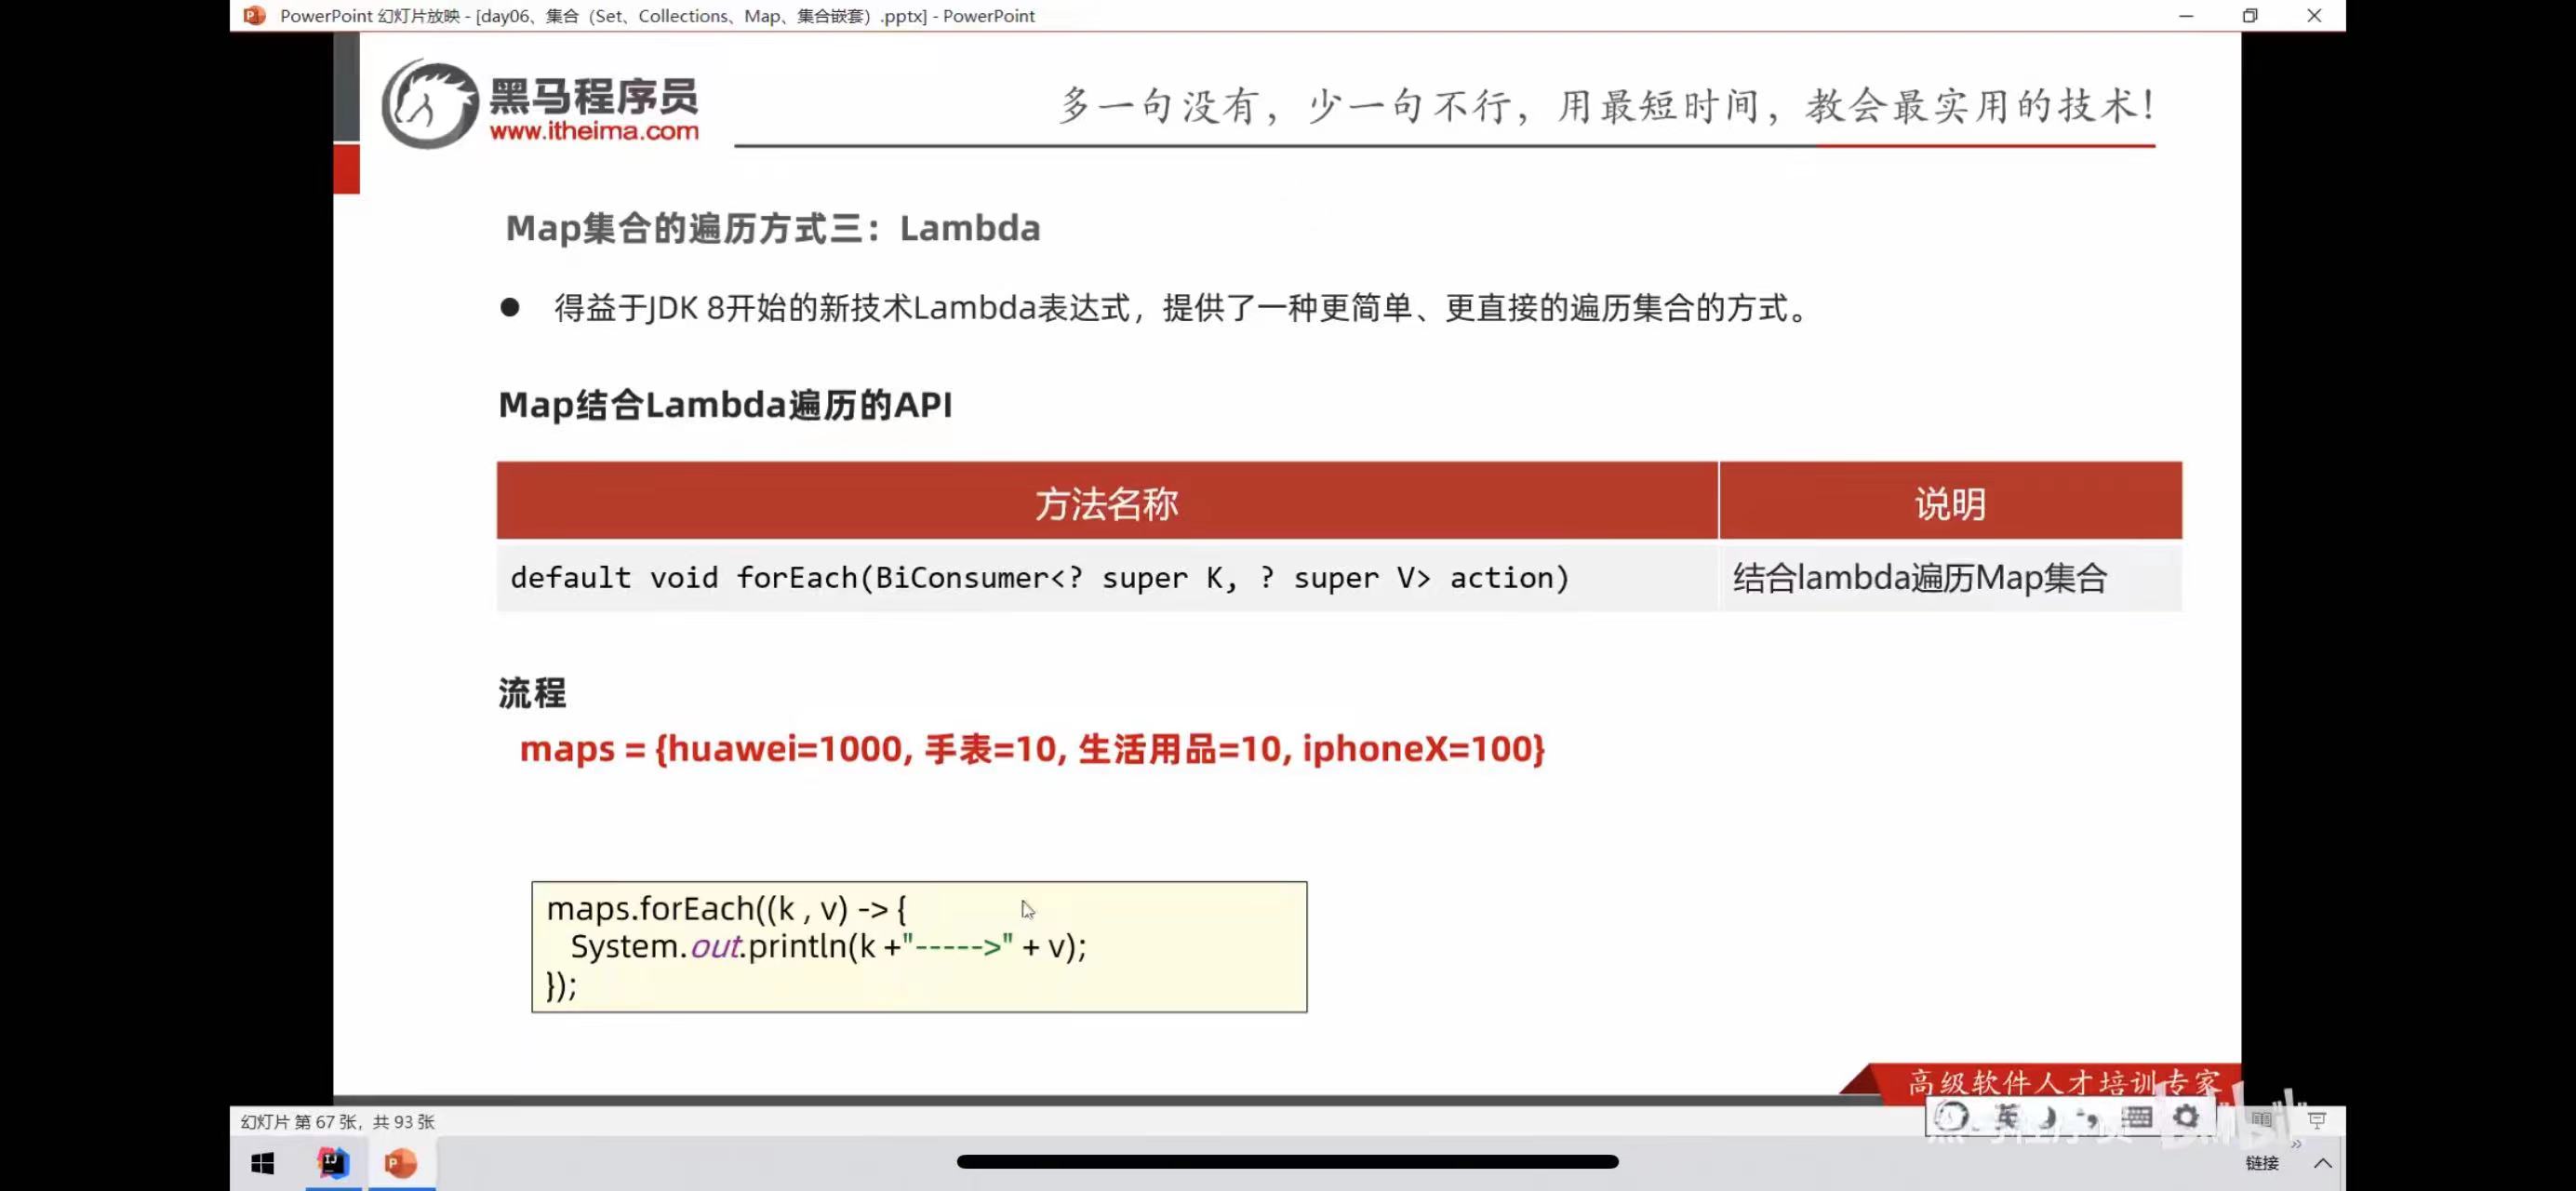 PowerPoint 幻灯片放映 - [day06、集合（Set、Collections、Map、集合嵌套）.pptx] - PowerPoint
黑马程序员
www.itheima.com
多一句没有，少一句不行，用最短时间，教会最实用的技术！
Map集合的遍历方式三：Lambda
● 得益于JDK 8开始的新技术Lambda表达式，提供了一种更简单、更直接的遍历集合的方式。
Map结合Lambda遍历的API
方法名称 说明
default void forEach(BiConsumer<? super K, ? super V> action) 结合lambda遍历Map集合
流程
maps = {huawei=1000, 手表=10, 生活用品=10, iphoneX=100}
maps.forEach((k , v) -> {
System.out.println(k +"----->" + v);
});
高级软件人才培训专家
幻灯片 第 67 张，共 93 张
英
链接